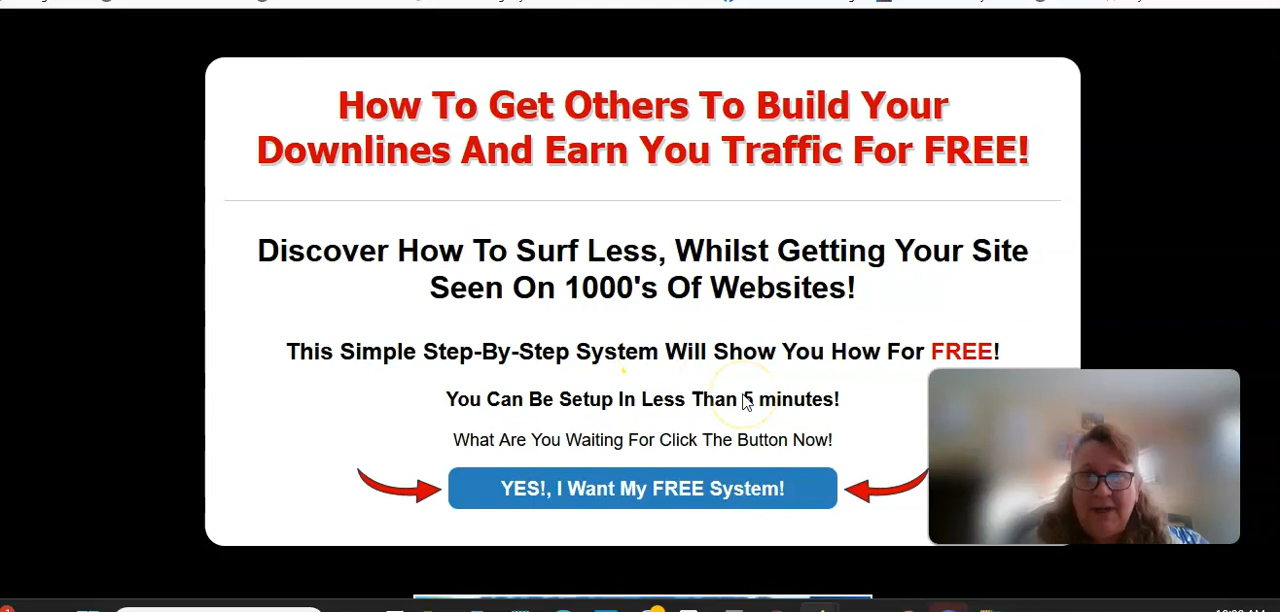 How To Get Others To Build Your
Downlines And Earn You Traffic For FREE!
Discover How To Surf Less, Whilst Getting Your Site
Seen On 1000's Of Websites!
This Simple Step-By-Step System Will Show You How For FREE!
You Can Be Setup In Less Than 5 minutes!
What Are You Waiting For Click The Button Now!
YES!, I Want My FREE System!